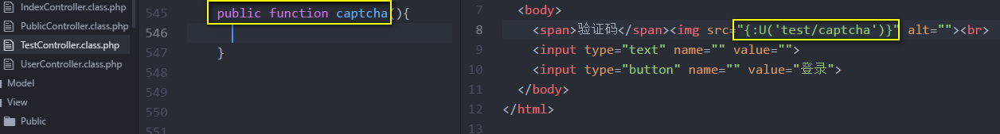 IndexController.class.php
PublicController.class.php
TestController.class.php
UserController.class.php
Model
View
Public
545 public function captcha(){
546
547 }
548
549
550
551
7 <body>
8 <span>验证码</span><img src="{:U('test/captcha')}" alt=""><br>
9 <input type="text" name="" value="">
10 <input type="button" name="" value="登录">
11 </body>
12 </html>
13